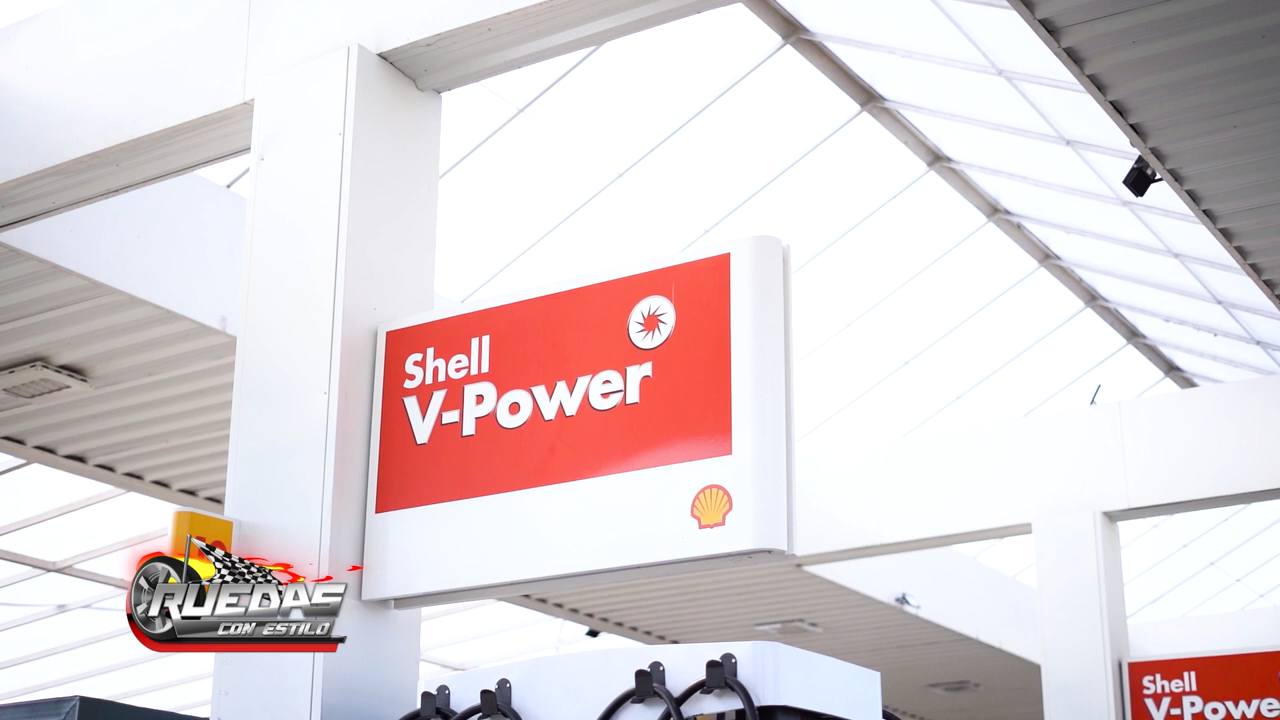 Shell
V-Power
RUEDAS
CON ESTILO
Shell
V-Powe